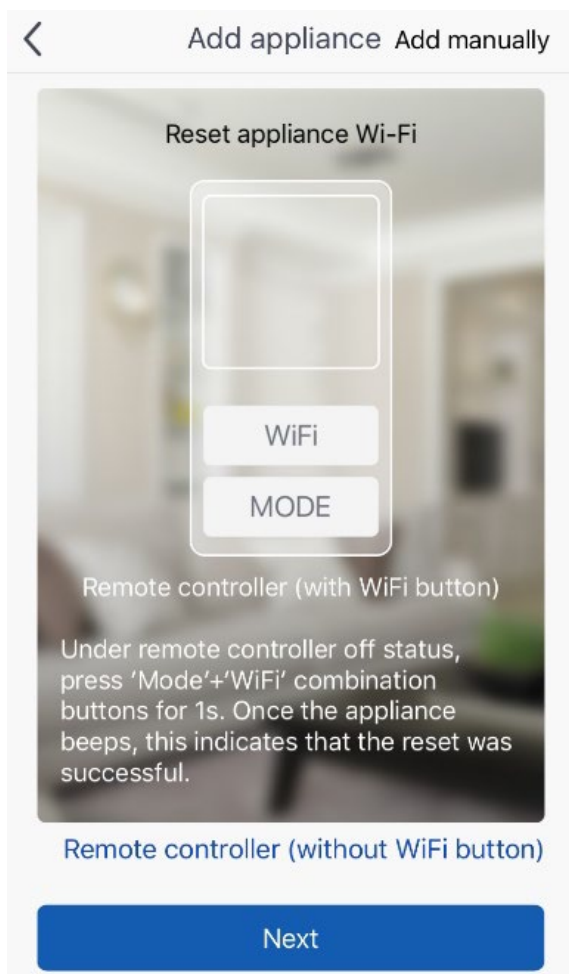 Add appliance Add manually
Reset appliance Wi-Fi
WiFi
MODE
Remote controller (with WiFi button)
Under remote controller off status,
press ‘Mode’+‘WiFi’ combination
buttons for 1s. Once the appliance
beeps, this indicates that the reset was
successful.
Remote controller (without WiFi button)
Next